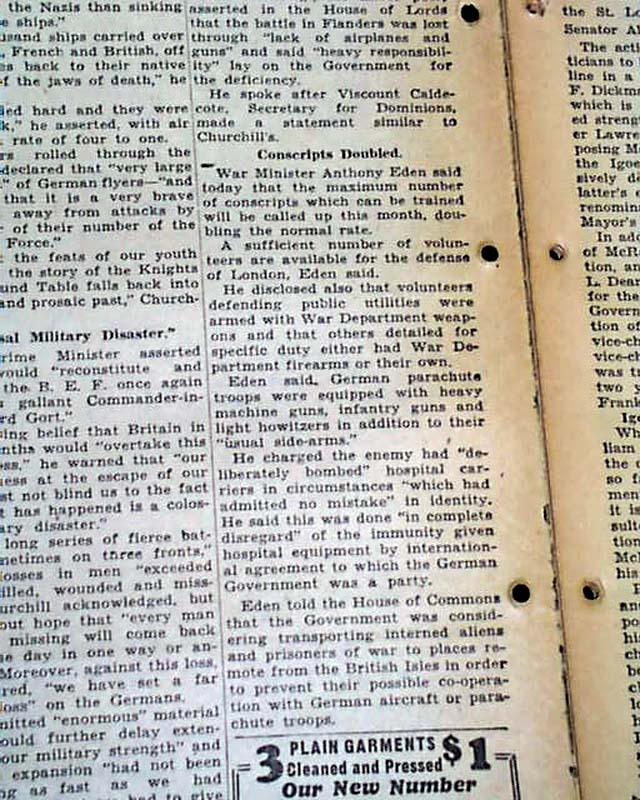 the Nazis than sinking
e ships."
usand ships carried over
, French and British, off
es back to their native
f the jaws of death," he
ied hard and they were
k," he asserted, with air
rate of four to one.
rs rolled through the
declared that "very large
" of German flyers—"and
that it is a very brave
away from attacks by
r of their number of the
Force."
t the feats of our youth
the story of the Knights
und Table falls back into
and prosaic past," Church-
sal Military Disaster."
rime Minister asserted
would "reconstitute and
the B. E. F. once again
s gallant Commander-in-
rd Gort."
sing belief that Britain in
nths would "overtake this
ess," he warned that "our
ness at the escape of our
st not blind us to the fact
t has happened is a colos-
ary disaster."
long series of fierce bat-
metimes on three fronts,"
losses in men "exceeded
illed, wounded and miss-
urchill acknowledged, but
out hope that "every man
missing will come back
e day in one way or an-
Moreover, against this loss,
red, "we have set a far
loss" on the Germans.
mitted "enormous" material
ould further delay exten-
our military strength" and
expansion "had not been
ng as fast as we had
had to give
asserted in the House of Lords
that the battle in Flanders was lost
through "lack of airplanes and
guns" and said "heavy responsibil-
ity" lay on the Government for
the deficiency.
He spoke after Viscount Calde-
cote, Secretary for Dominions,
made a statement similar to
Churchill's.
Conscripts Doubled.
War Minister Anthony Eden said
today that the maximum number
of conscripts which can be trained
will be called up this month, dou-
bling the normal rate.
A sufficient number of volun-
teers are available for the defense
of London, Eden said.
He disclosed also that volunteers
defending public utilities were
armed with War Department weap-
ons and that others detailed for
specific duty either had War De-
partment firearms or their own.
Eden said German parachute
troops were equipped with heavy
machine guns, infantry guns and
light howitzers in addition to their
"usual side-arms."
He charged the enemy had "de-
liberately bombed" hospital car-
riers in circumstances "which had
admitted no mistake" in identity.
He said this was done "in complete
disregard" of the immunity given
hospital equipment by internation-
al agreement to which the German
Government was a party.
Eden told the House of Commons
that the Government was consid-
ering transporting interned aliens
and prisoners of war to places re-
mote from the British Isles in order
to prevent their possible co-opera-
tion with German aircraft or para-
chute troops.
3 PLAIN GARMENTS $1
Cleaned and Pressed
Our New Number
the St. L
Senator Al
The acti
ticians to
line in a
F. Dickma
which is
ed streng
er Lawre
posing M
the Igoe
sively de
latter's e
renomina
Mayor's
In add
of McR
tion, an
L. Dear
for the
Govern
tion of
vice-ch
vice-ch
was t
two y
Frank
Igo
Wh
liam
the
so fa
men
it is
sult
tion
Mc
his
an
po
hi
ch